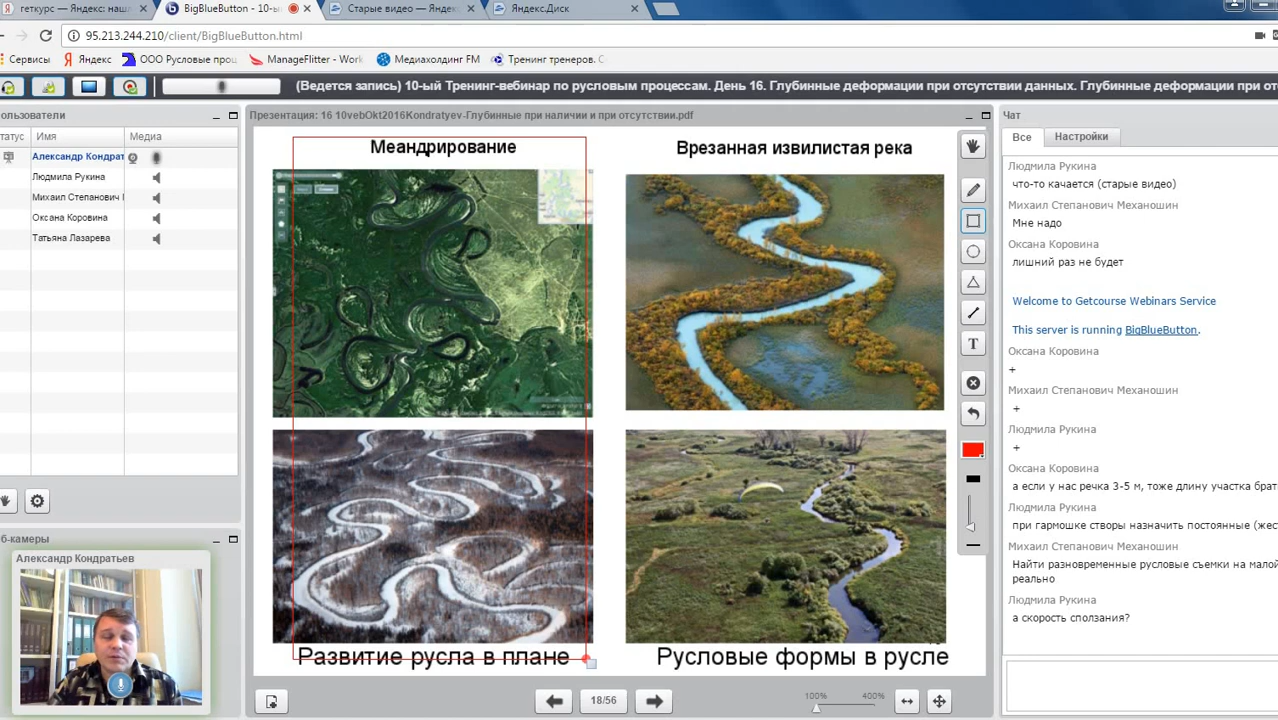 геткурс — Яндекс: наш
BigBlueButton - 10-ы
Старые видео — Яндекс
Яндекс.Диск
95.213.244.210/client/BigBlueButton.html
Сервисы
Яндекс
ООО Русловые проц
ManageFlitter - Work
Медиахолдинг FM
Тренинг тренеров. С
(Ведется запись) 10-ый Тренинг-вебинар по русловым процессам. День 16. Глубинные деформации при отсутствии данных. Глубинные деформации при от
ользователи
татус Имя Медиа
Александр Кондрат
Людмила Рукина
Михаил Степанович
Оксана Коровина
Татьяна Лазарева
б-камеры
Александр Кондратьев
Презентация: 16 10vebOkt2016Kondratyev-Глубинные при наличии и при отсутствии.pdf
Меандрирование
Врезанная извилистая река
Развитие русла в плане
Русловые формы в русле
T
18/56
100% 400%
Чат
Все Настройки
Людмила Рукина
что-то качается (старые видео)
Михаил Степанович Механошин
Мне надо
Оксана Коровина
лишний раз не будет
Welcome to Getcourse Webinars Service
This server is running BigBlueButton.
Оксана Коровина
+
Михаил Степанович Механошин
+
Людмила Рукина
+
Оксана Коровина
а если у нас речка 3-5 м, тоже длину участка брат
Людмила Рукина
при гармошке створы назначить постоянные (жес
Михаил Степанович Механошин
Найти разновременные русловые съемки на малой
реально
Людмила Рукина
а скорость сползания?